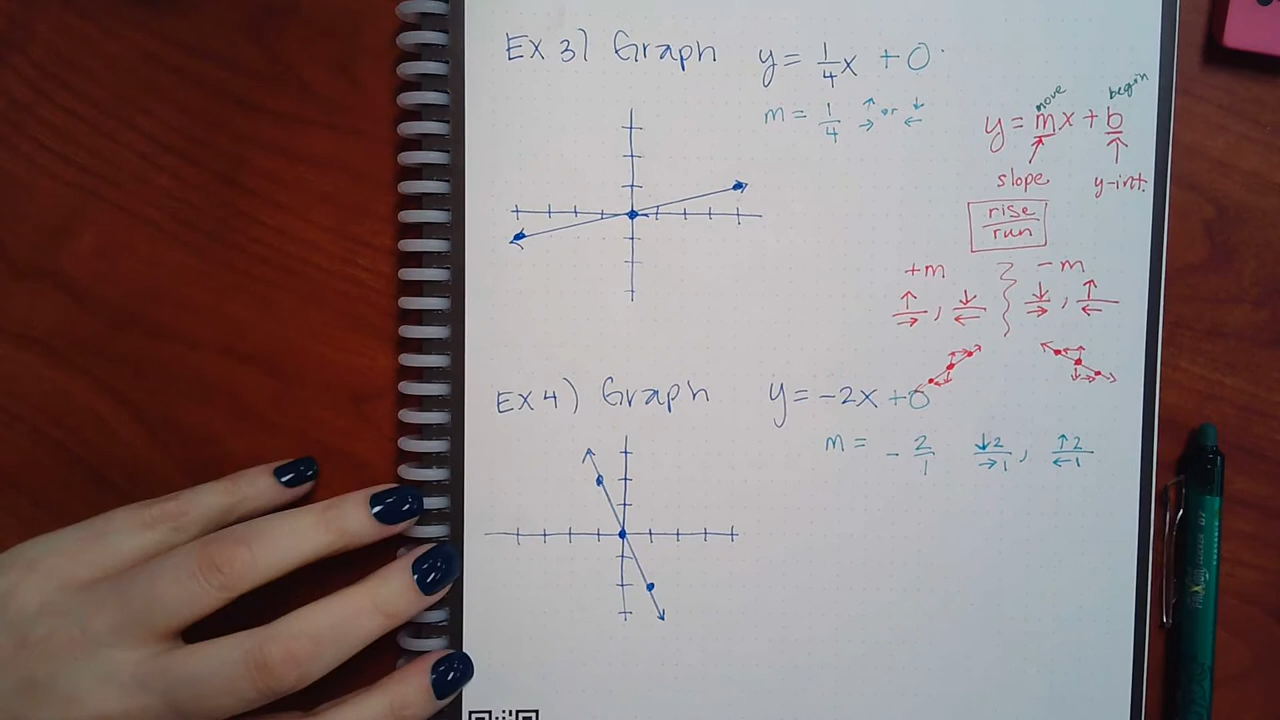 EX 3) Graph y = 1/4 x + 0
m = 1/4 ↑/→ or ↓/←
move begin
y = mx + b
slope y-int.
rise/run
+m -m
↑/→ , ↓/← ↓/→ , ↑/←
EX 4) Graph y = -2x + 0
m = - 2/1 ↓2/→1 , ↑2/←1